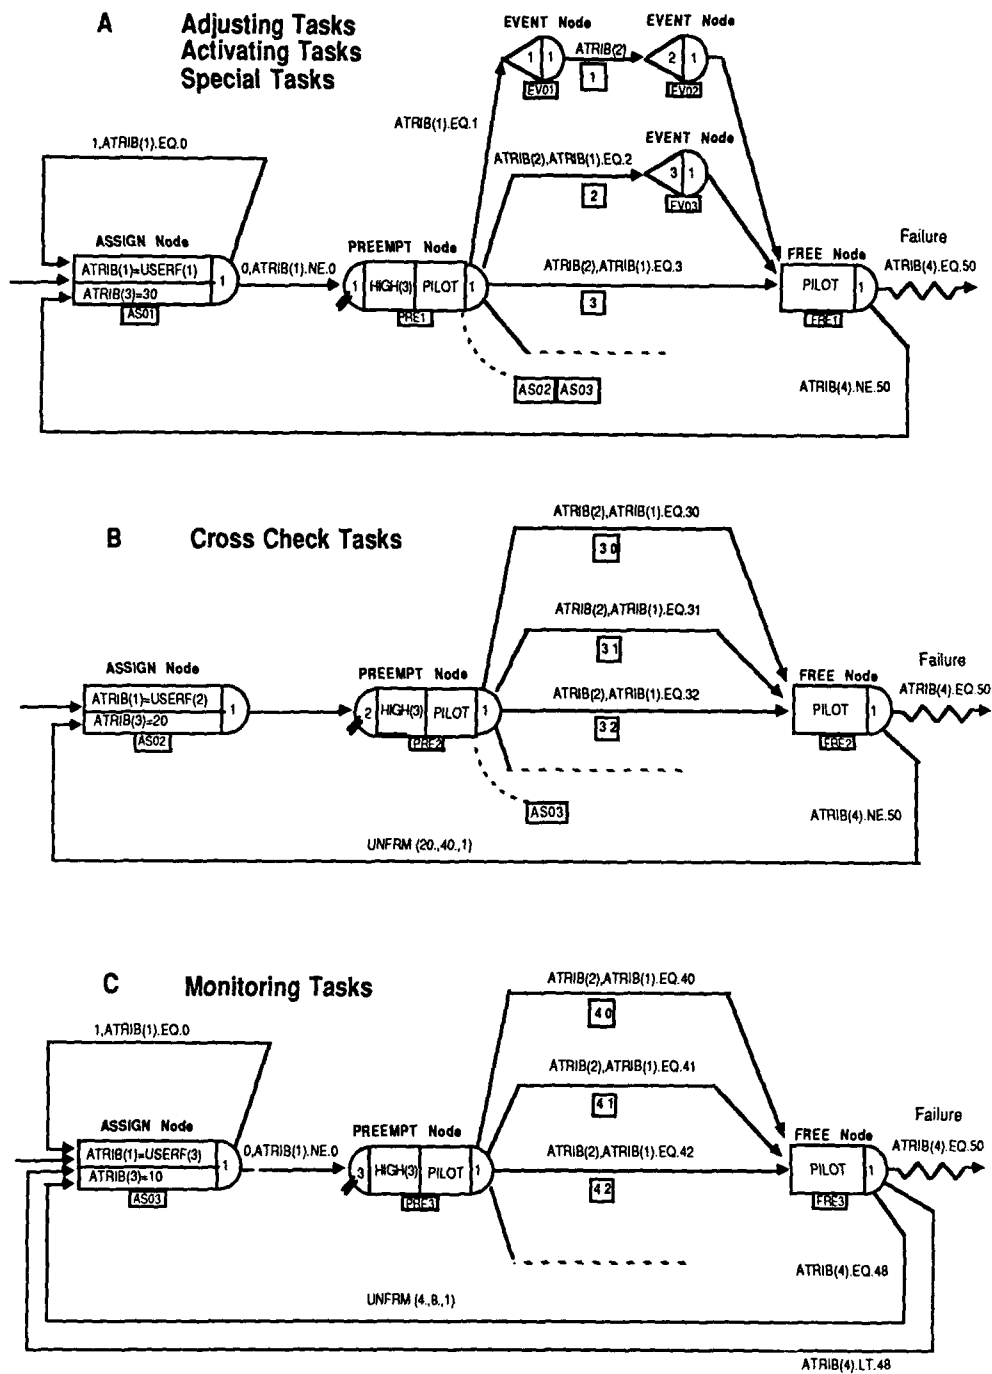 A
Adjusting Tasks
Activating Tasks
Special Tasks
EVENT Node
EVENT Node
1 1
ATRIB(2)
1
2 1
EV01
EV02
ATRIB(1).EQ.1
EVENT Node
1,ATRIB(1).EQ.0
ATRIB(2),ATRIB(1).EQ.2
2
3 1
EV03
ASSIGN Node
PREEMPT Node
FREE Node
Failure
ATRIB(1)=USERF(1)
ATRIB(3)=30
1
AS01
0,ATRIB(1).NE.0
1 HIGH(3) PILOT 1
PRE1
ATRIB(2),ATRIB(1).EQ.3
3
PILOT 1
FRE1
ATRIB(4).EQ.50
AS02 AS03
ATRIB(4).NE.50
B
Cross Check Tasks
ATRIB(2),ATRIB(1).EQ.30
30
ATRIB(2),ATRIB(1).EQ.31
31
ASSIGN Node
PREEMPT Node
FREE Node
Failure
ATRIB(1)=USERF(2)
ATRIB(3)=20
1
AS02
2 HIGH(3) PILOT 1
PRE2
ATRIB(2),ATRIB(1).EQ.32
32
PILOT 1
FRE2
ATRIB(4).EQ.50
AS03
ATRIB(4).NE.50
UNFRM (20.,40.,1)
C
Monitoring Tasks
ATRIB(2),ATRIB(1).EQ.40
40
1,ATRIB(1).EQ.0
ATRIB(2),ATRIB(1).EQ.41
41
ASSIGN Node
PREEMPT Node
FREE Node
Failure
ATRIB(1)=USERF(3)
ATRIB(3)=10
1
AS03
0,ATRIB(1).NE.0
3 HIGH(3) PILOT 1
PRE3
ATRIB(2),ATRIB(1).EQ.42
42
PILOT 1
FRE3
ATRIB(4).EQ.50
ATRIB(4).EQ.48
UNFRM (4.,8.,1)
ATRIB(4).LT.48